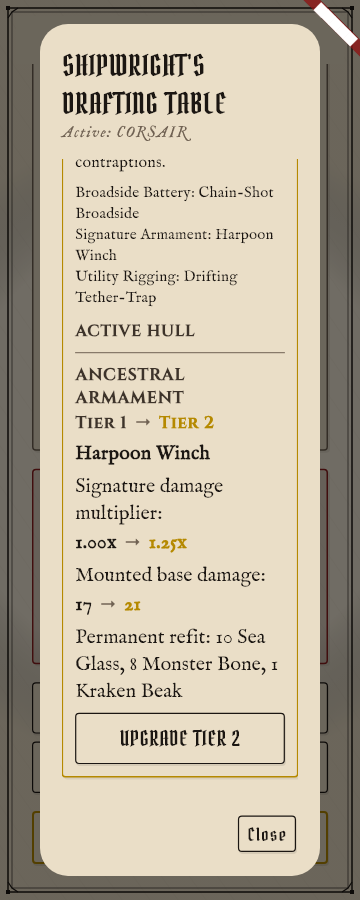 SHIPWRIGHT'S
DRAFTING TABLE
Active: CORSAIR
contraptions.
Broadside Battery: Chain-Shot
Broadside
Signature Armament: Harpoon
Winch
Utility Rigging: Drifting
Tether-Trap
ACTIVE HULL
ANCESTRAL
ARMAMENT
TIER 1 → TIER 2
Harpoon Winch
Signature damage
multiplier:
1.00x → 1.25x
Mounted base damage:
17 → 21
Permanent refit: 10 Sea
Glass, 8 Monster Bone, 1
Kraken Beak
UPGRADE TIER 2
Close